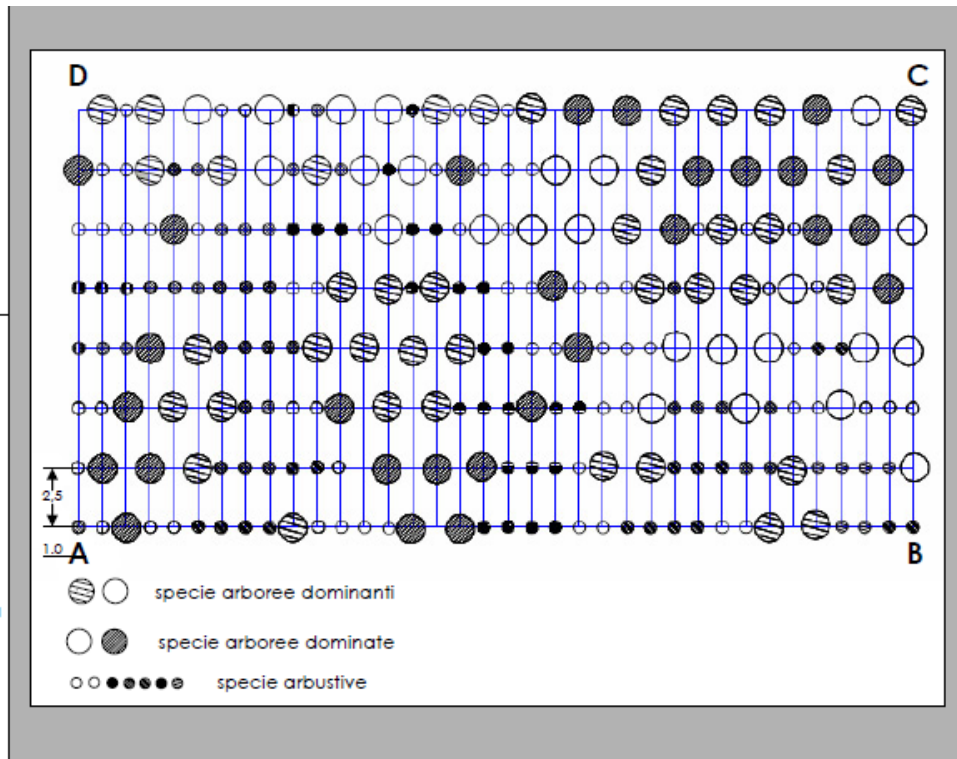 D C
2,5
1.0 A B
specie arboree dominanti
specie arboree dominate
specie arbustive